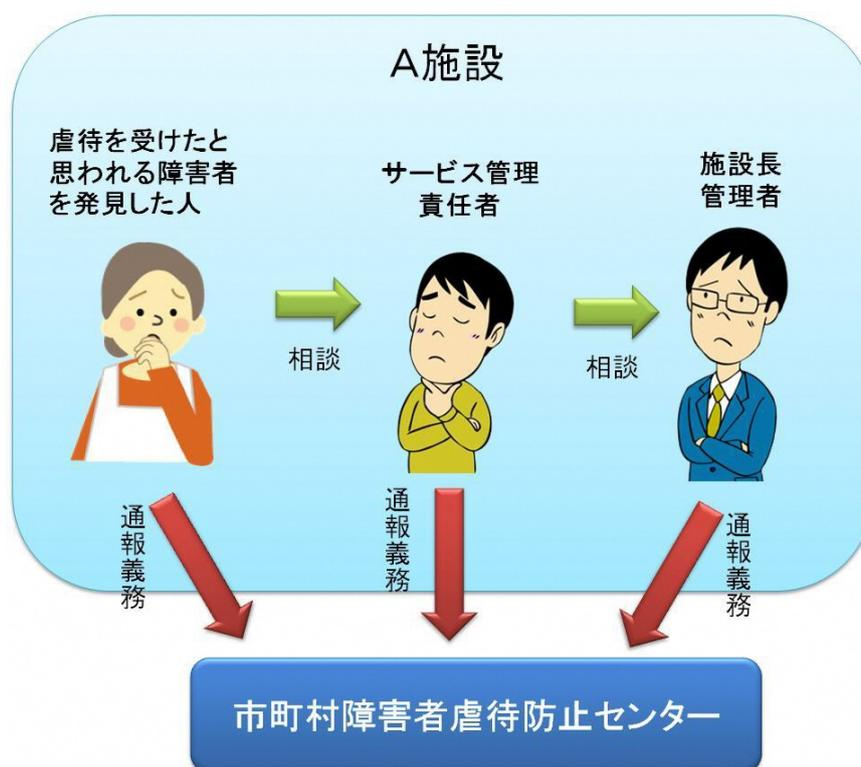 A施設
虐待を受けたと
思われる障害者
を発見した人
サービス管理
責任者
施設長
管理者
相談
相談
通報義務
通報義務
通報義務
市町村障害者虐待防止センター